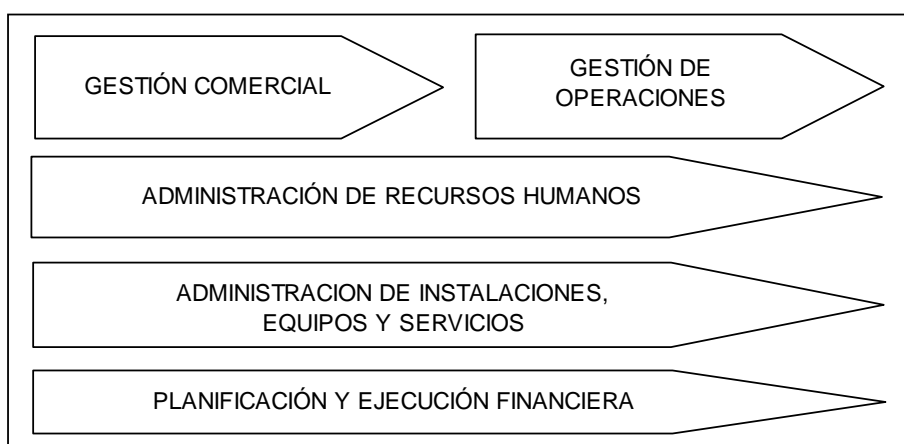 GESTIÓN COMERCIAL
GESTIÓN DE
OPERACIONES
ADMINISTRACIÓN DE RECURSOS HUMANOS
ADMINISTRACION DE INSTALACIONES,
EQUIPOS Y SERVICIOS
PLANIFICACIÓN Y EJECUCIÓN FINANCIERA